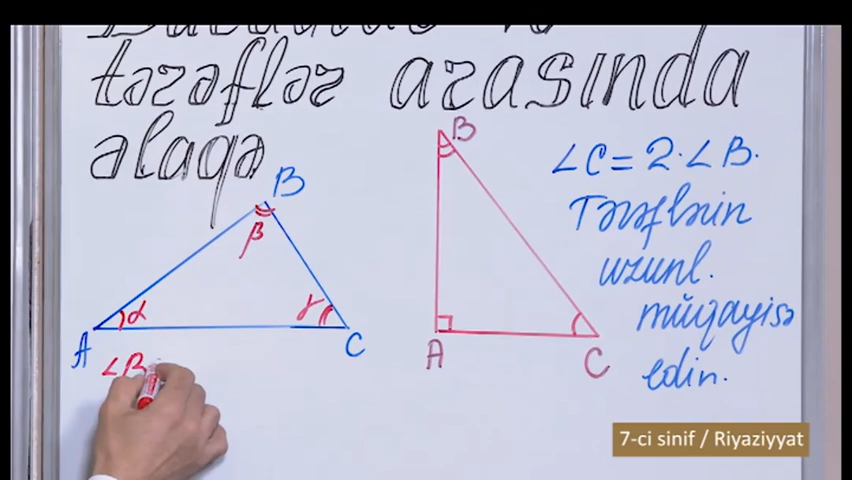 tərəflər arasında
əlaqə
B
β
α
γ
A
C
∠B
B
A
C
∠C = 2·∠B.
Tərəflərin
uzunl.
müqayisə
edin.
7-ci sinif / Riyaziyyat